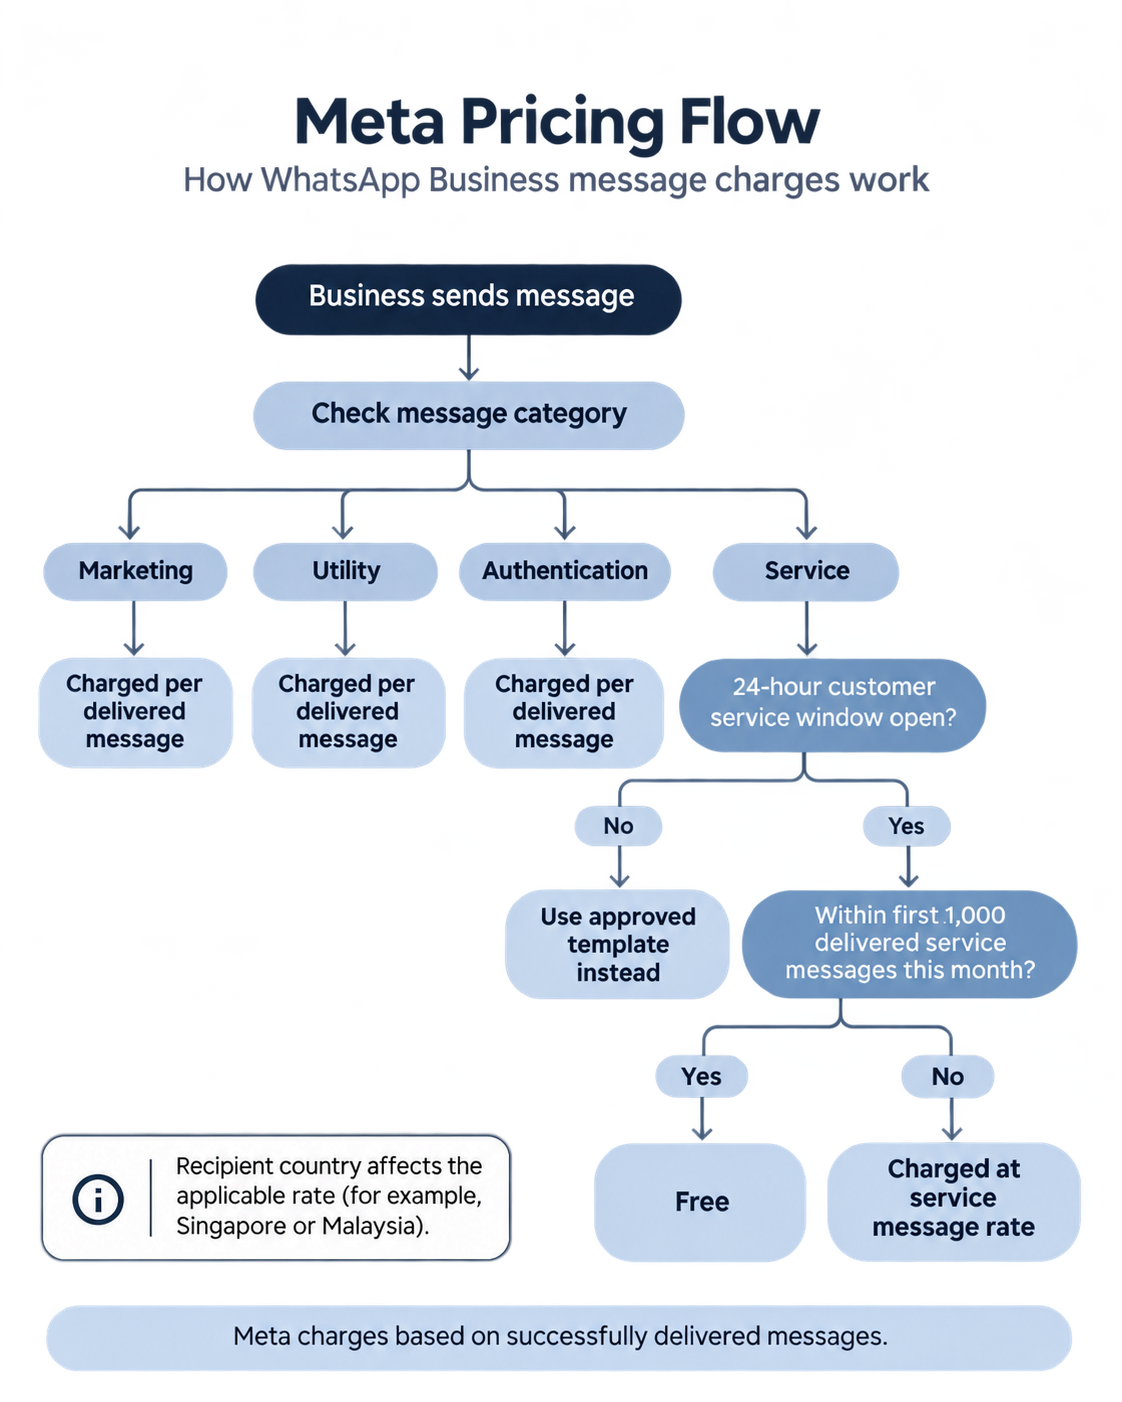 Meta Pricing Flow
How WhatsApp Business message charges work
Business sends message
Check message category
Marketing
Utility
Authentication
Service
Charged per
delivered
message
Charged per
delivered
message
Charged per
delivered
message
24-hour customer
service window open?
No
Yes
Use approved
template
instead
Within first 1,000
delivered service
messages this month?
Yes
No
Free
Charged at
service
message rate
Recipient country affects the
applicable rate (for example,
Singapore or Malaysia).
Meta charges based on successfully delivered messages.